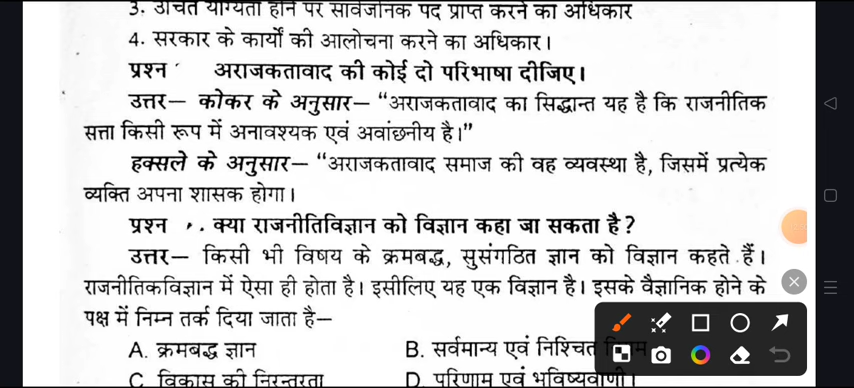 3. उचित योग्यता होने पर सार्वजनिक पद प्राप्त करने का अधिकार
4. सरकार के कार्यों की आलोचना करने का अधिकार।
प्रश्न अराजकतावाद की कोई दो परिभाषा दीजिए।
उत्तर— कोकर के अनुसार— “अराजकतावाद का सिद्धान्त यह है कि राजनीतिक
सत्ता किसी रूप में अनावश्यक एवं अवांछनीय है।”
हक्सले के अनुसार— “अराजकतावाद समाज की वह व्यवस्था है, जिसमें प्रत्येक
व्यक्ति अपना शासक होगा।
प्रश्न क्या राजनीतिविज्ञान को विज्ञान कहा जा सकता है?
उत्तर— किसी भी विषय के क्रमबद्ध, सुसंगठित ज्ञान को विज्ञान कहते हैं।
राजनीतिकविज्ञान में ऐसा ही होता है। इसीलिए यह एक विज्ञान है। इसके वैज्ञानिक होने के
पक्ष में निम्न तर्क दिया जाता है—
A. क्रमबद्ध ज्ञान B. सर्वमान्य एवं निश्चित
C. विकास की निरन्तरता D. परिणाम एवं भविष्यवाणी।